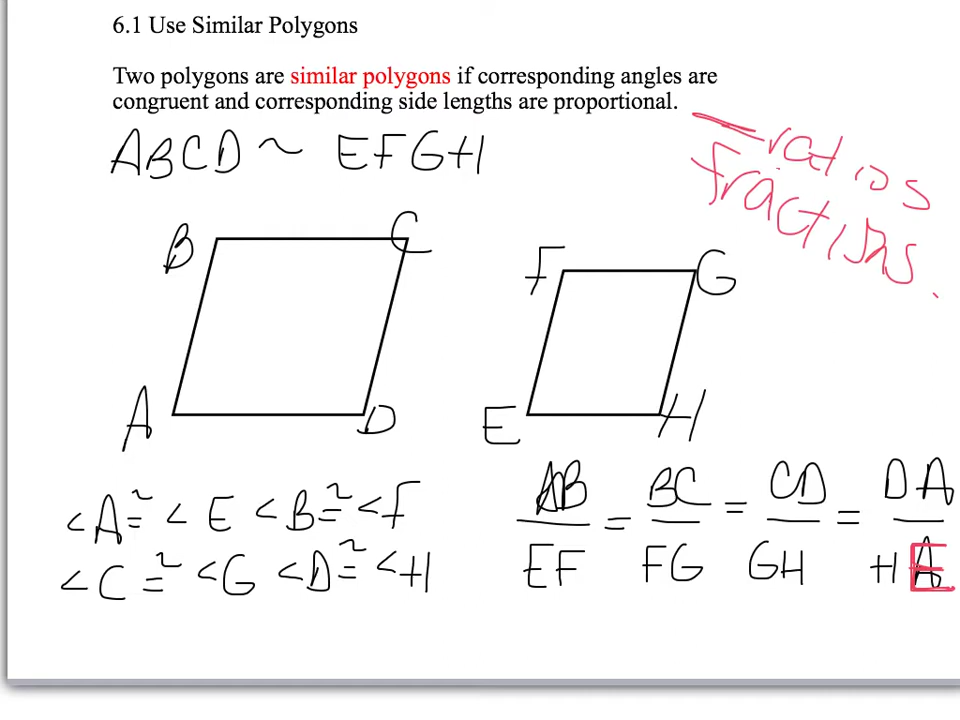 6.1 Use Similar Polygons
Two polygons are similar polygons if corresponding angles are
congruent and corresponding side lengths are proportional.
ABCD ~ EFGH
ratios
fractions.
B
C
F
G
A
D
E
H
<A ≅ <E <B ≅ <F
<C ≅ <G <D ≅ <H
AB/EF = BC/FG = CD/GH = DA/HE